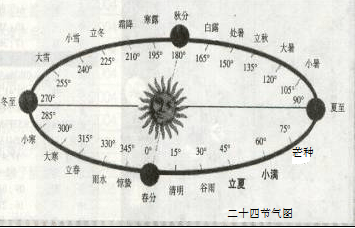 秋分
寒露
白露
霜降
处暑
立冬
立秋
小雪
大暑
大雪
小暑
180°
195°
165°
210°
150°
225°
135°
240°
120°
255°
105°
冬至
270°
90°
夏至
285°
75°
300°
60°
315°
45°
330°
30°
345°
0°
15°
小寒
芒种
大寒
小满
立春
立夏
雨水
谷雨
惊蛰
清明
春分
二十四节气图